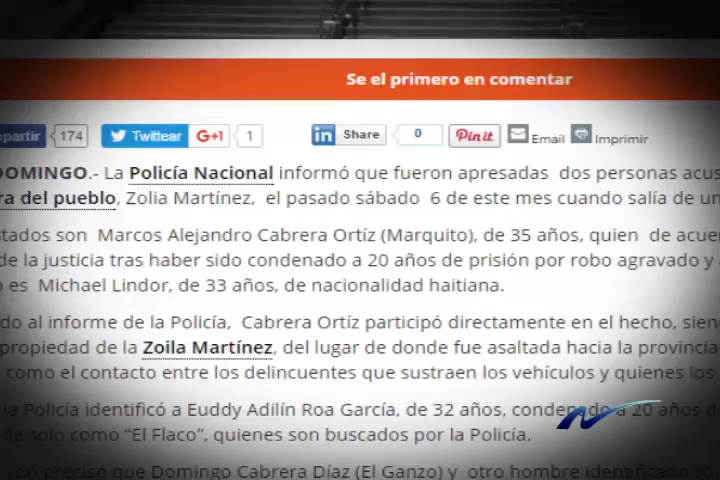 Se el primero en comentar
partir 174 Twittear G+1 1 in Share 0 Pinit Email Imprimir
DOMINGO.- La Policía Nacional informó que fueron apresadas dos personas acus
ra del pueblo, Zolia Martínez, el pasado sábado 6 de este mes cuando salía de un
stados son Marcos Alejandro Cabrera Ortíz (Marquito), de 35 años, quien de acue
de la justicia tras haber sido condenado a 20 años de prisión por robo agravado y
o es Michael Lindor, de 33 años, de nacionalidad haitiana.
do al informe de la Policía, Cabrera Ortíz participó directamente en el hecho, sien
propiedad de la Zoila Martínez, del lugar de donde fue asaltada hacia la provincia
como el contacto entre los delincuentes que sustraen los vehículos y quienes los
la Policía identificó a Euddy Adilín Roa García, de 32 años, condenado a 20 años d
da solo como “El Flaco”, quienes son buscados por la Policía.
precisó que Domingo Cabrera Díaz (El Ganzo) y otro hombre identificado